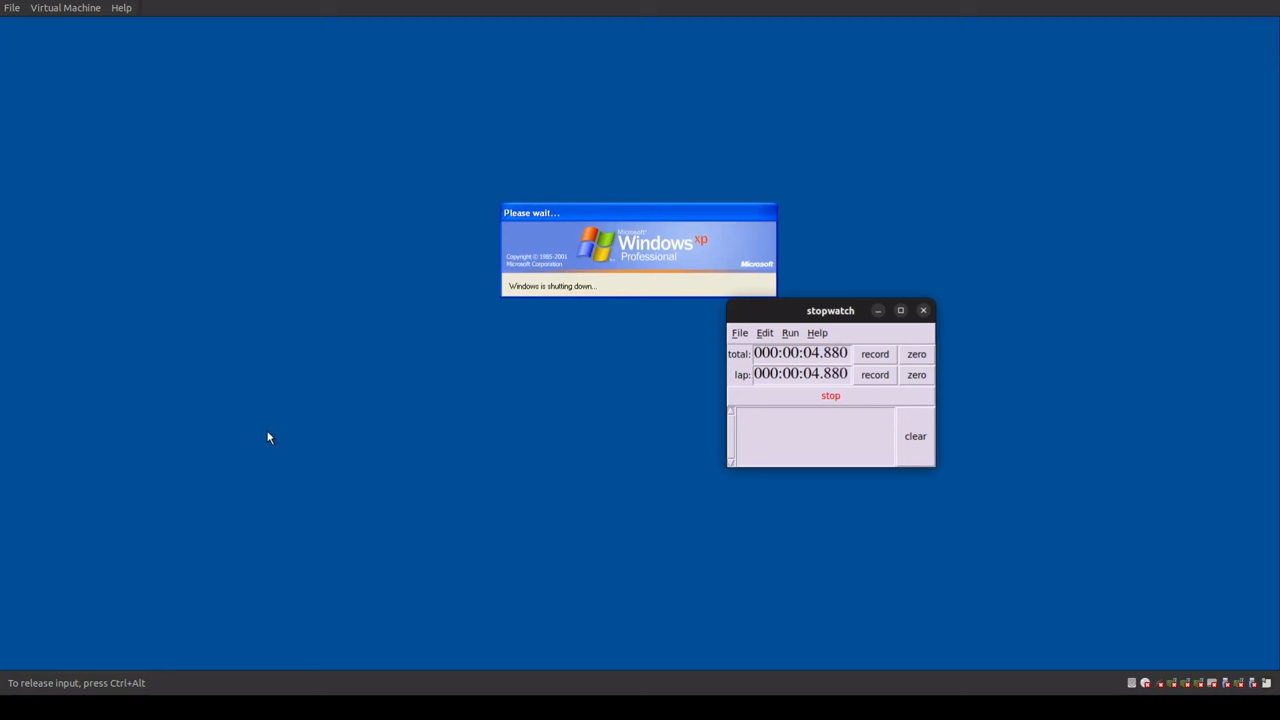 File Virtual Machine Help
Please wait...
Microsoft®
Windows xp
Professional
Copyright © 1985-2001
Microsoft Corporation
Microsoft
Windows is shutting down...
stopwatch
File Edit Run Help
total: 000:00:04.880 record zero
lap: 000:00:04.880 record zero
stop
clear
To release input, press Ctrl+Alt